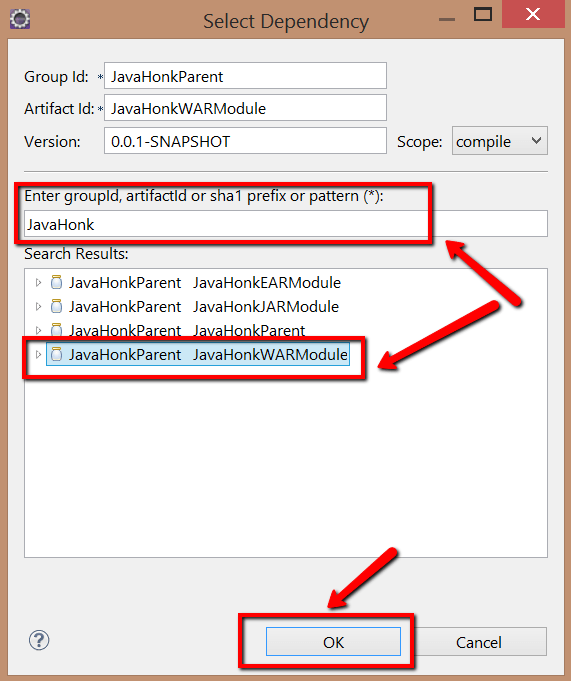 Select Dependency
Group Id: * JavaHonkParent
Artifact Id: * JavaHonkWARModule
Version: 0.0.1-SNAPSHOT Scope: compile
Enter groupId, artifactId or sha1 prefix or pattern (*):
JavaHonk
Search Results:
JavaHonkParent JavaHonkEARModule
JavaHonkParent JavaHonkJARModule
JavaHonkParent JavaHonkParent
JavaHonkParent JavaHonkWARModule
? OK Cancel